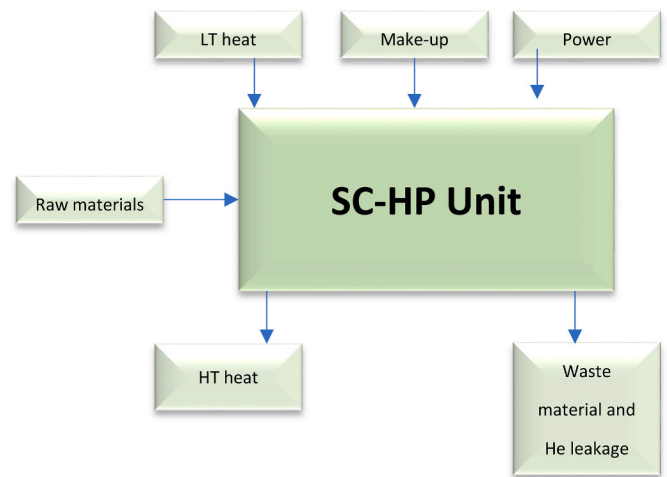 LT heat
Make-up
Power
SC-HP Unit
Raw materials
HT heat
Waste
material and
He leakage